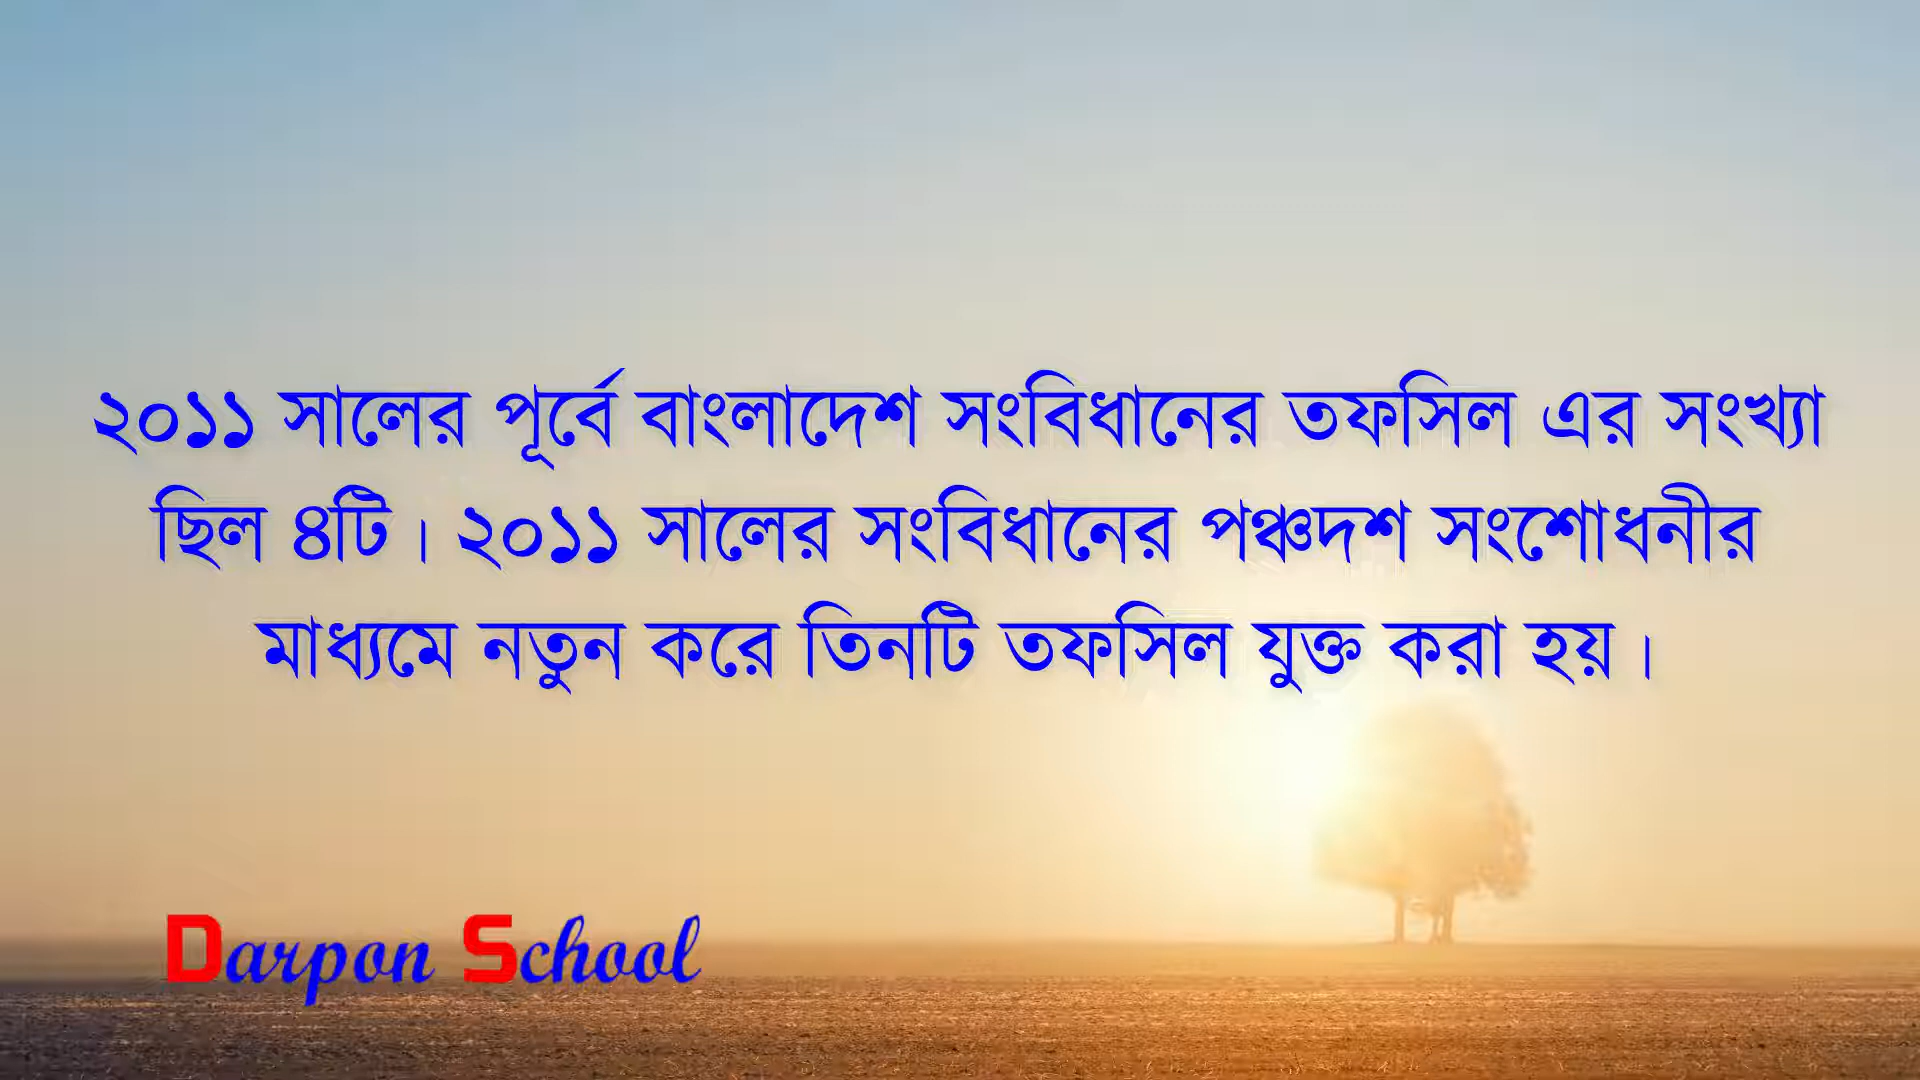 ২০১১ সালের পূর্বে বাংলাদেশ সংবিধানের তফসিল এর সংখ্যা
ছিল ৪টি। ২০১১ সালের সংবিধানের পঞ্চদশ সংশোধনীর
মাধ্যমে নতুন করে তিনটি তফসিল যুক্ত করা হয়।
Darpon School